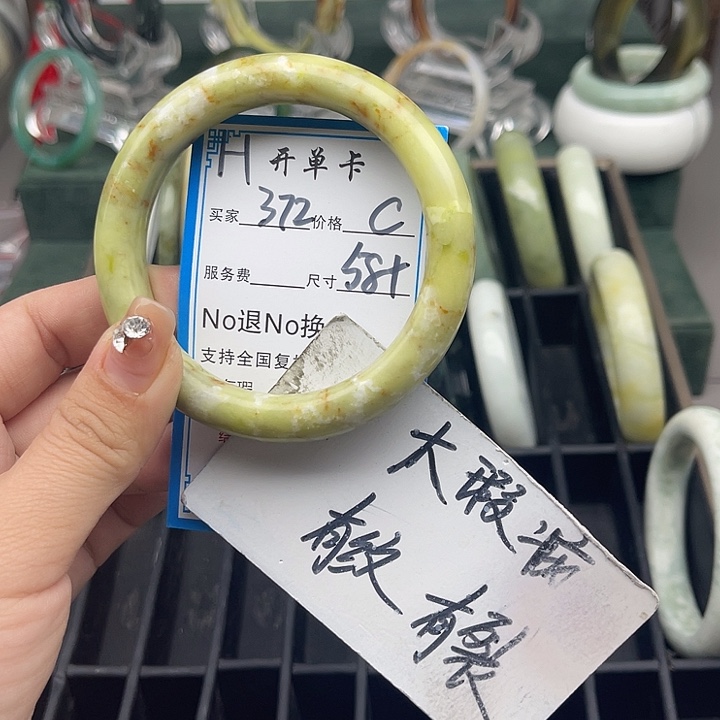 H 开单卡
买家 372 价格 C
服务费 尺寸 58+
No退No换
支持全国复
大瑕
有纹
有裂